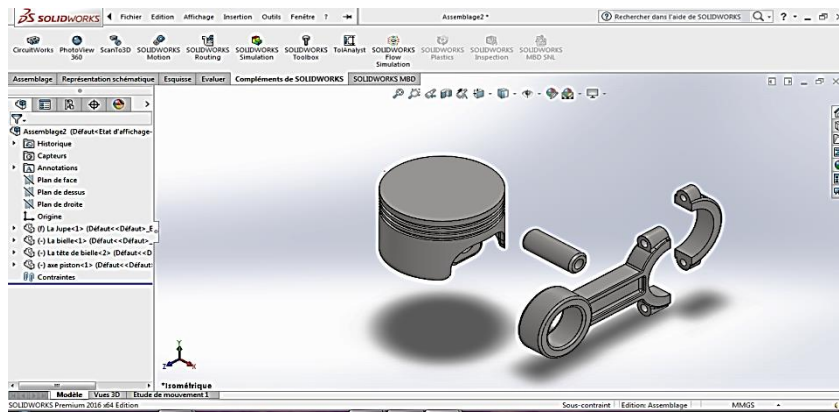 SOLIDWORKS Fichier Edition Affichage Insertion Outils Fenêtre ? Assemblage2 * Rechercher dans l'aide de SOLIDWORKS ?
CircuitWorks PhotoView 360 ScanTo3D SOLIDWORKS Motion SOLIDWORKS Routing SOLIDWORKS Simulation SOLIDWORKS Toolbox TolAnalyst SOLIDWORKS Flow Simulation SOLIDWORKS Plastics SOLIDWORKS Inspection SOLIDWORKS MBD SNL
Assemblage Représentation schématique Esquisse Evaluer Compléments de SOLIDWORKS SOLIDWORKS MBD
Assemblage2 (Défaut<Etat d'affichage-
Historique
Capteurs
Annotations
Plan de face
Plan de dessus
Plan de droite
Origine
(f) La Jupe<1> (Défaut<<Défaut>_E
(-) La bielle<1> (Défaut<<Défaut>_
(-) La tête de bielle<2> (Défaut<<D
(-) axe piston<1> (Défaut<<Défaut:
Contraintes
Y
Z
X
*Isométrique
Modèle Vues 3D Etude de mouvement 1
SOLIDWORKS Premium 2016 x64 Edition Sous-contraint Edition: Assemblage MMGS